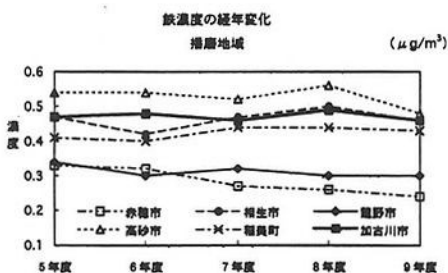 鉄濃度の経年変化
播磨地域
(μg/m³)
濃度
0.6
0.5
0.4
0.3
0.2
0.1
赤穂市
相生市
龍野市
高砂市
稲美町
加古川市
5年度
6年度
7年度
8年度
9年度